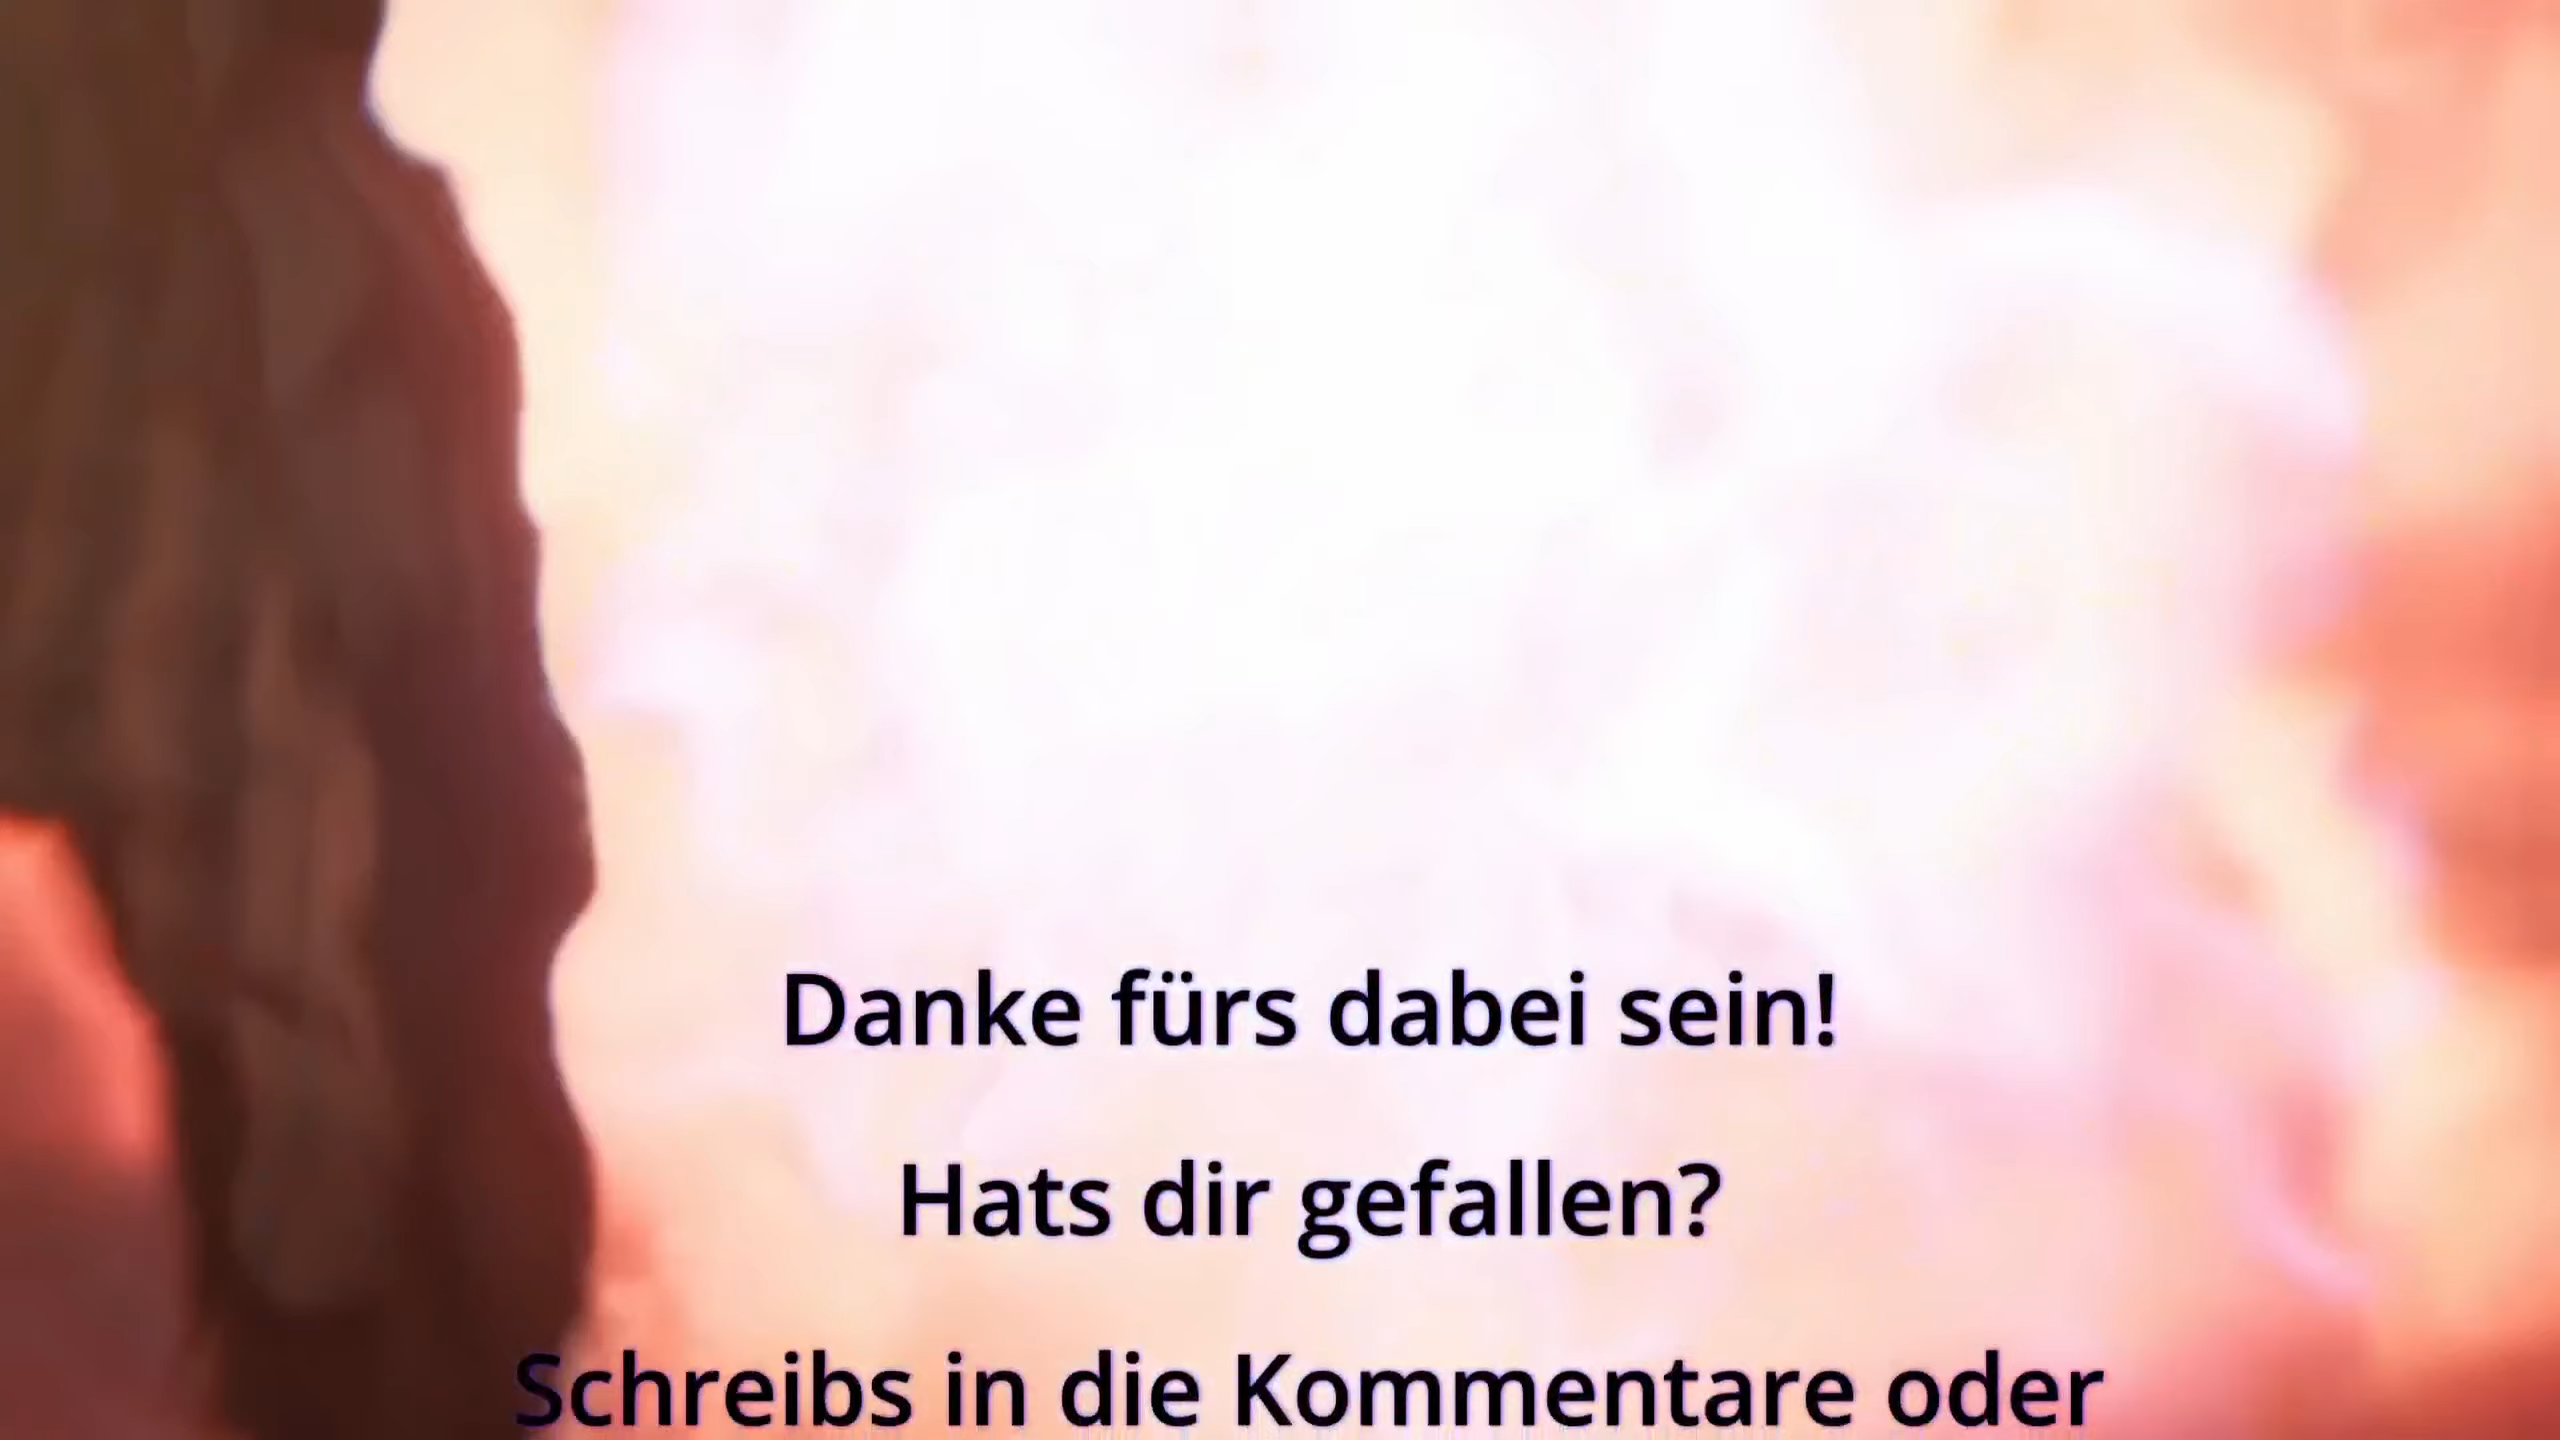 Danke fürs dabei sein!
Hats dir gefallen?
Schreibs in die Kommentare oder